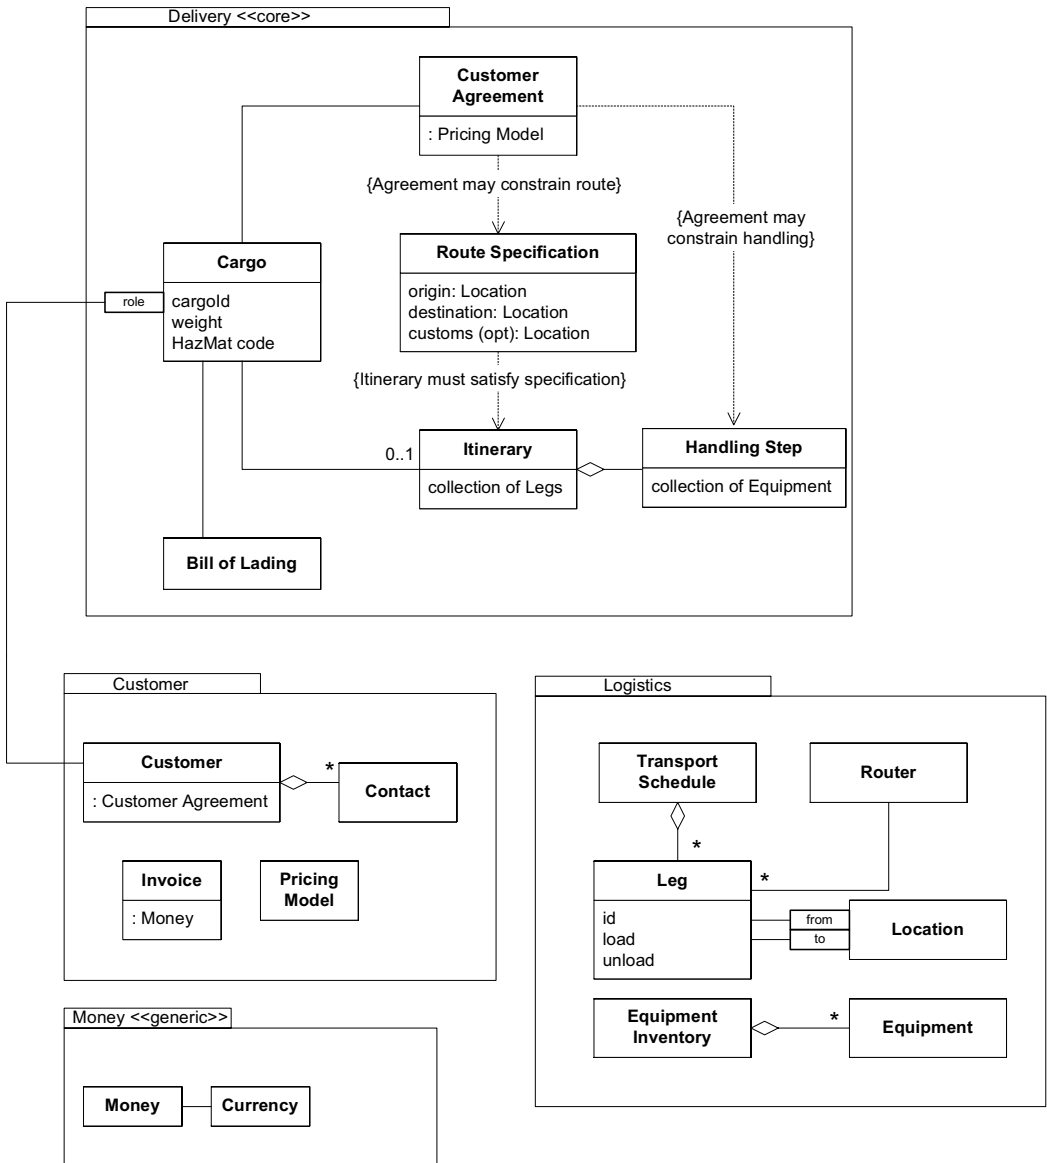 Delivery <<core>>
Customer
Agreement
: Pricing Model
{Agreement may constrain route}
{Agreement may
constrain handling}
Cargo
cargoId
weight
HazMat code
role
Route Specification
origin: Location
destination: Location
customs (opt): Location
{Itinerary must satisfy specification}
0..1
Itinerary
collection of Legs
Handling Step
collection of Equipment
Bill of Lading
Customer
Customer
: Customer Agreement
*
Contact
Invoice
: Money
Pricing
Model
Logistics
Transport
Schedule
Router
*
*
Leg
id
load
unload
from
to
Location
Equipment
Inventory
*
Equipment
Money <<generic>>
Money
Currency